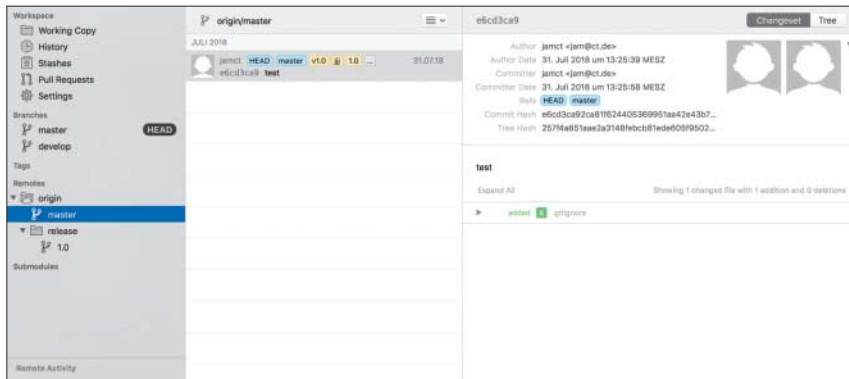 Workspace
Working Copy
History
Stashes
Pull Requests
Settings
Branches
master HEAD
develop
Tags
Remotes
origin
master
release
1.0
Submodules
Remote Activity
origin/master
JULI 2018
jamct HEAD master v1.0 1.0 ... 31.07.18
e6cd3ca9 test
e6cd3ca9 Changeset Tree
Author jamct <jam@ct.de>
Author Date 31. Juli 2018 um 13:25:39 MESZ
Committer jamct <jam@ct.de>
Committer Date 31. Juli 2018 um 13:25:56 MESZ
Refs HEAD master
Commit Hash
Tree Hash
test
Expand All Showing 1 changed file with 1 addition and 0 deletions
added .gitignore